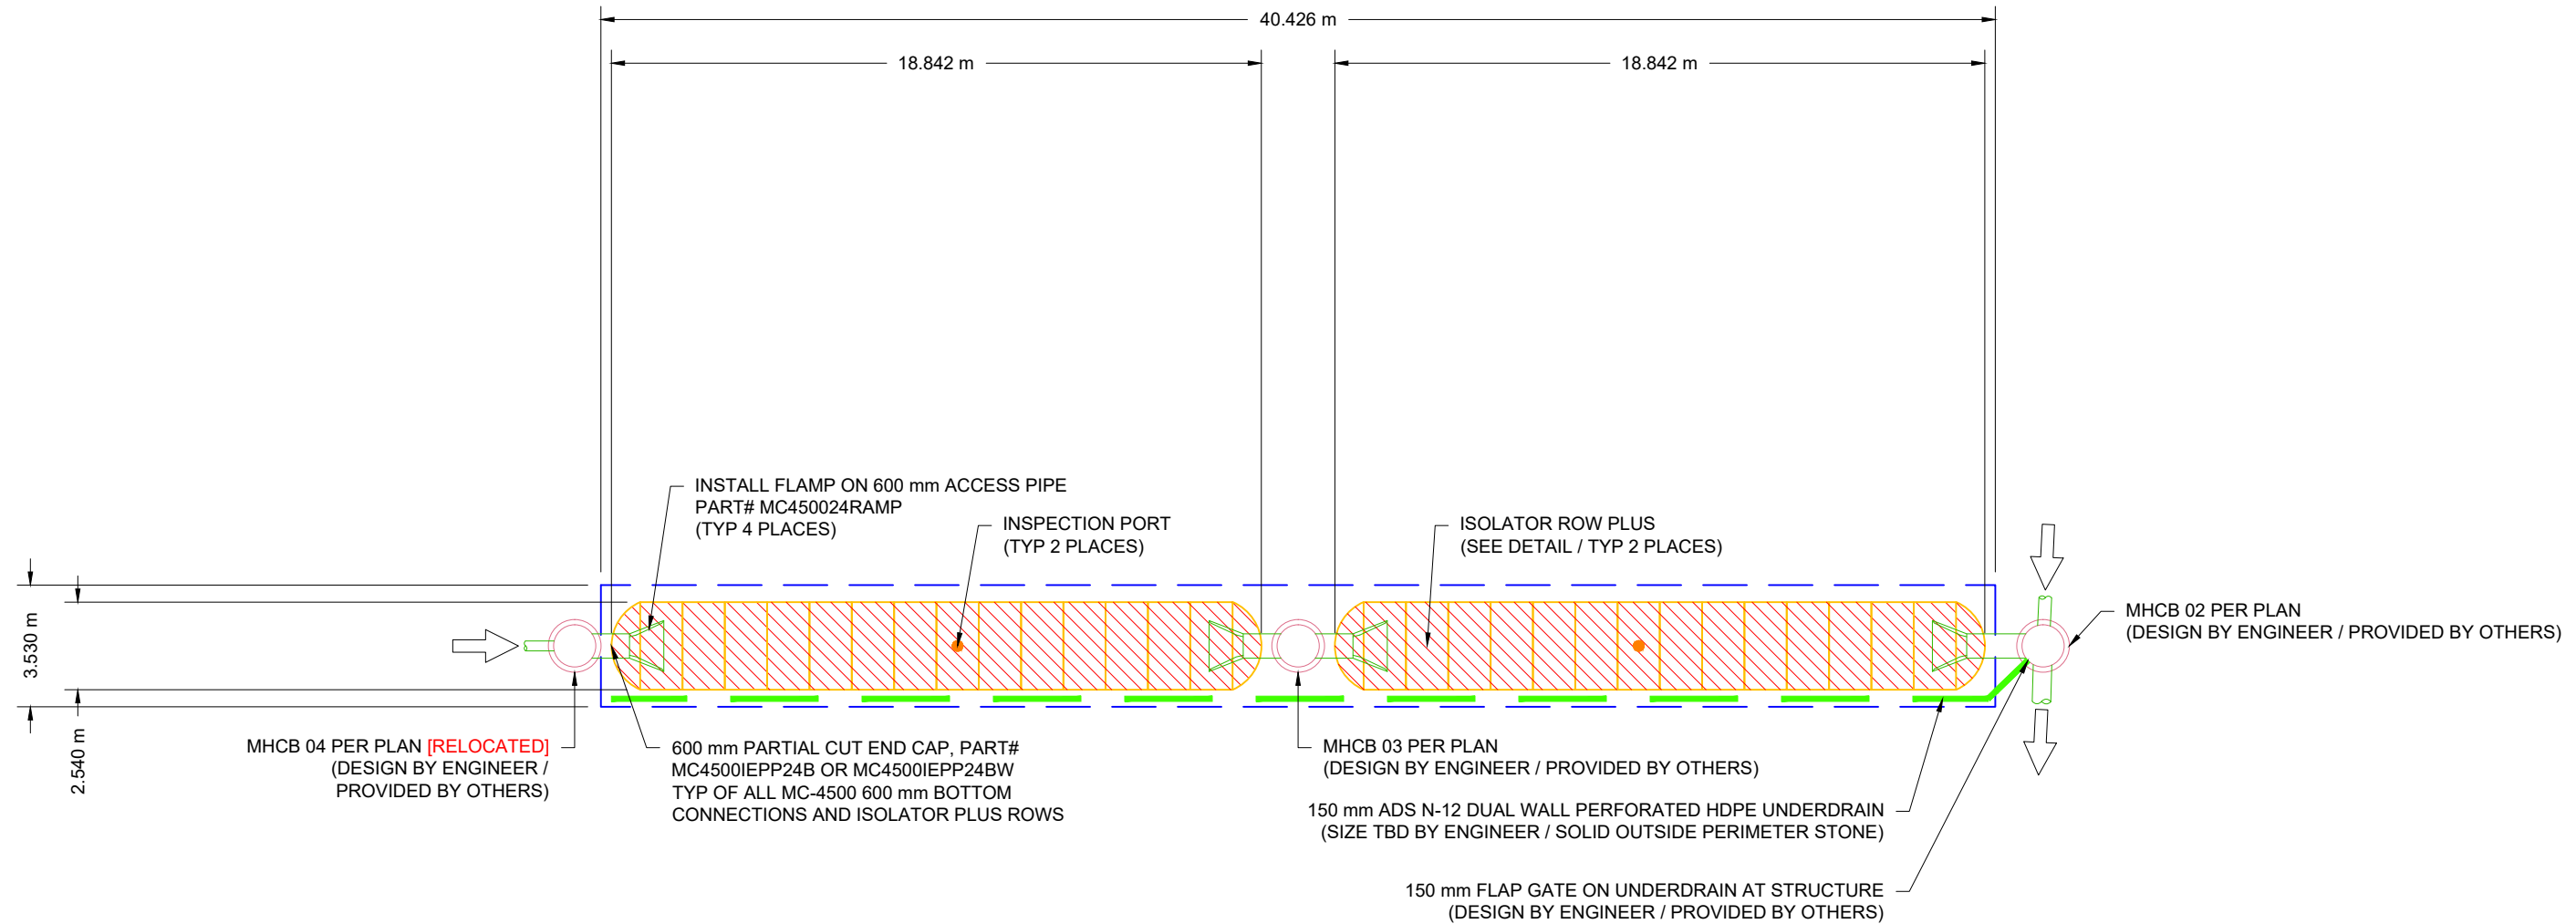 40.426 m
18.842 m
18.842 m
INSTALL FLAMP ON 600 mm ACCESS PIPE
PART# MC450024RAMP
(TYP 4 PLACES)
INSPECTION PORT
(TYP 2 PLACES)
ISOLATOR ROW PLUS
(SEE DETAIL / TYP 2 PLACES)
3.530 m
2.540 m
MHCB 02 PER PLAN
(DESIGN BY ENGINEER / PROVIDED BY OTHERS)
MHCB 04 PER PLAN [RELOCATED]
(DESIGN BY ENGINEER /
PROVIDED BY OTHERS)
600 mm PARTIAL CUT END CAP, PART#
MC4500IEPP24B OR MC4500IEPP24BW
TYP OF ALL MC-4500 600 mm BOTTOM
CONNECTIONS AND ISOLATOR PLUS ROWS
MHCB 03 PER PLAN
(DESIGN BY ENGINEER / PROVIDED BY OTHERS)
150 mm ADS N-12 DUAL WALL PERFORATED HDPE UNDERDRAIN
(SIZE TBD BY ENGINEER / SOLID OUTSIDE PERIMETER STONE)
150 mm FLAP GATE ON UNDERDRAIN AT STRUCTURE
(DESIGN BY ENGINEER / PROVIDED BY OTHERS)